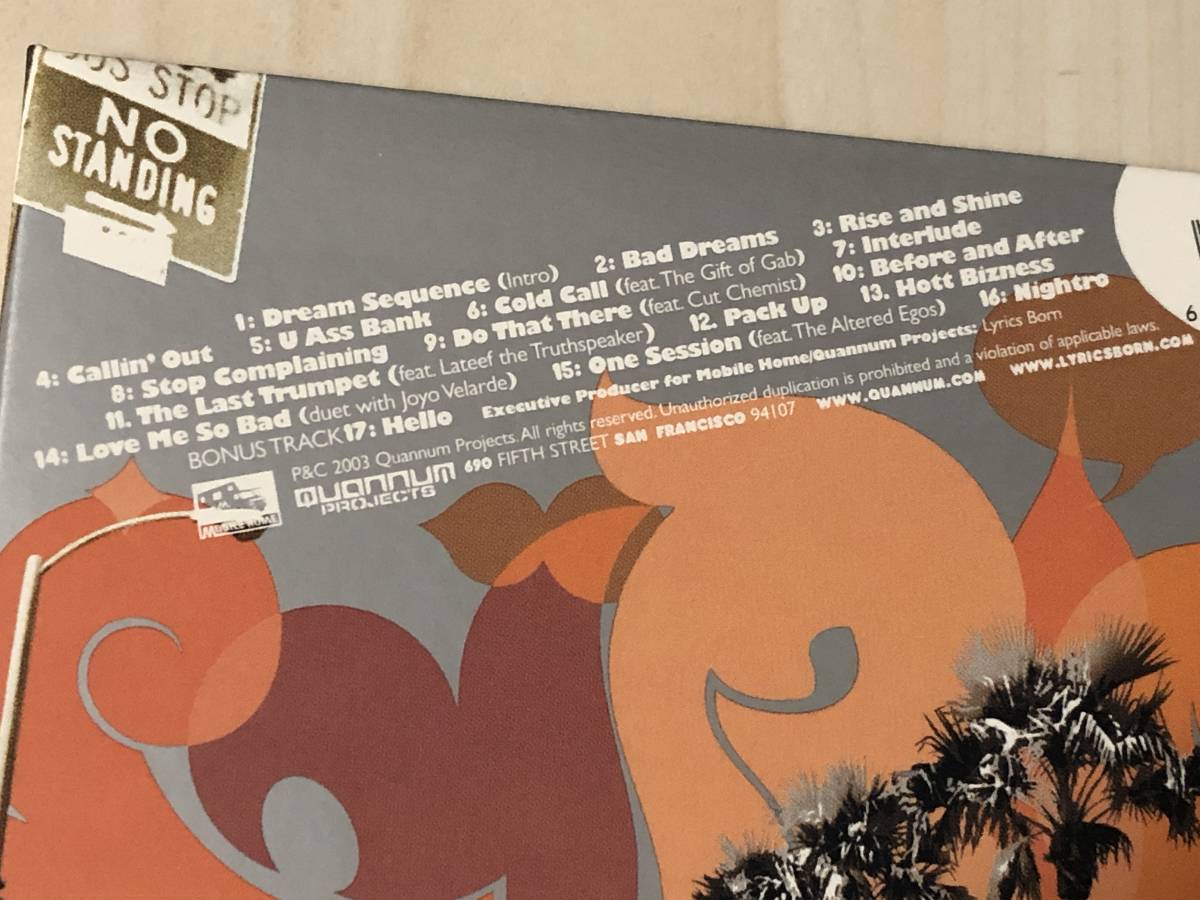 BUS STOP
NO
STANDING
1: Dream Sequence (Intro) 2: Bad Dreams 3: Rise and Shine
4: Callin' Out 5: U Ass Bank 6: Cold Call (feat. The Gift of Gab) 7: Interlude
8: Stop Complaining 9: Do That There (feat. Cut Chemist) 10: Before and After
11. The Last Trumpet (feat. Lateef the Truthspeaker) 12. Pack Up 13. Hott Bizness
14: Love Me So Bad (duet with Joyo Velarde) 15: One Session (feat. The Altered Egos) 16: Nightro
BONUS TRACK 17: Hello Executive Producer for Mobile Home/Quannum Projects: Lyrics Born
P&C 2003 Quannum Projects. All rights reserved. Unauthorized duplication is prohibited and a violation of applicable laws.
QUANNUM
PROJECTS
690 FIFTH STREET SAN FRANCISCO 94107 WWW.QUANNUM.COM WWW.LYRICSBORN.COM
MOBILE HOME
6